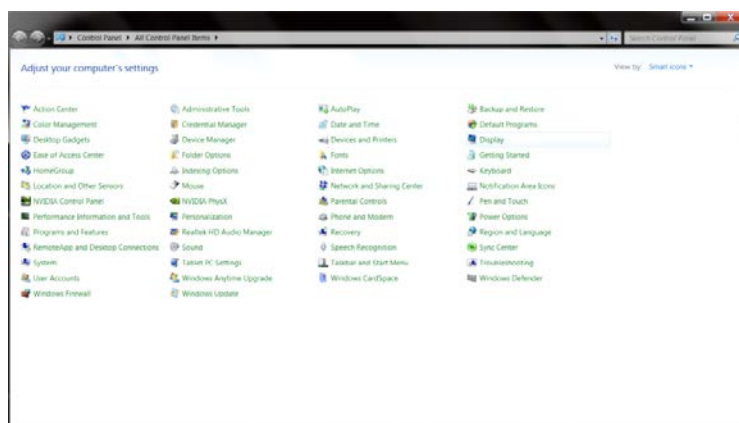 Control Panel ▸ All Control Panel Items ▸
Search Control Panel
Adjust your computer's settings
View by: Small icons
Action Center Administrative Tools AutoPlay Backup and Restore
Color Management Credential Manager Date and Time Default Programs
Desktop Gadgets Device Manager Devices and Printers Display
Ease of Access Center Folder Options Fonts Getting Started
HomeGroup Indexing Options Internet Options Keyboard
Location and Other Sensors Mouse Network and Sharing Center Notification Area Icons
NVIDIA Control Panel NVIDIA PhysX Parental Controls Pen and Touch
Performance Information and Tools Personalization Phone and Modem Power Options
Programs and Features Realtek HD Audio Manager Recovery Region and Language
RemoteApp and Desktop Connections Sound Speech Recognition Sync Center
System Tablet PC Settings Taskbar and Start Menu Troubleshooting
User Accounts Windows Anytime Upgrade Windows CardSpace Windows Defender
Windows Firewall Windows Update